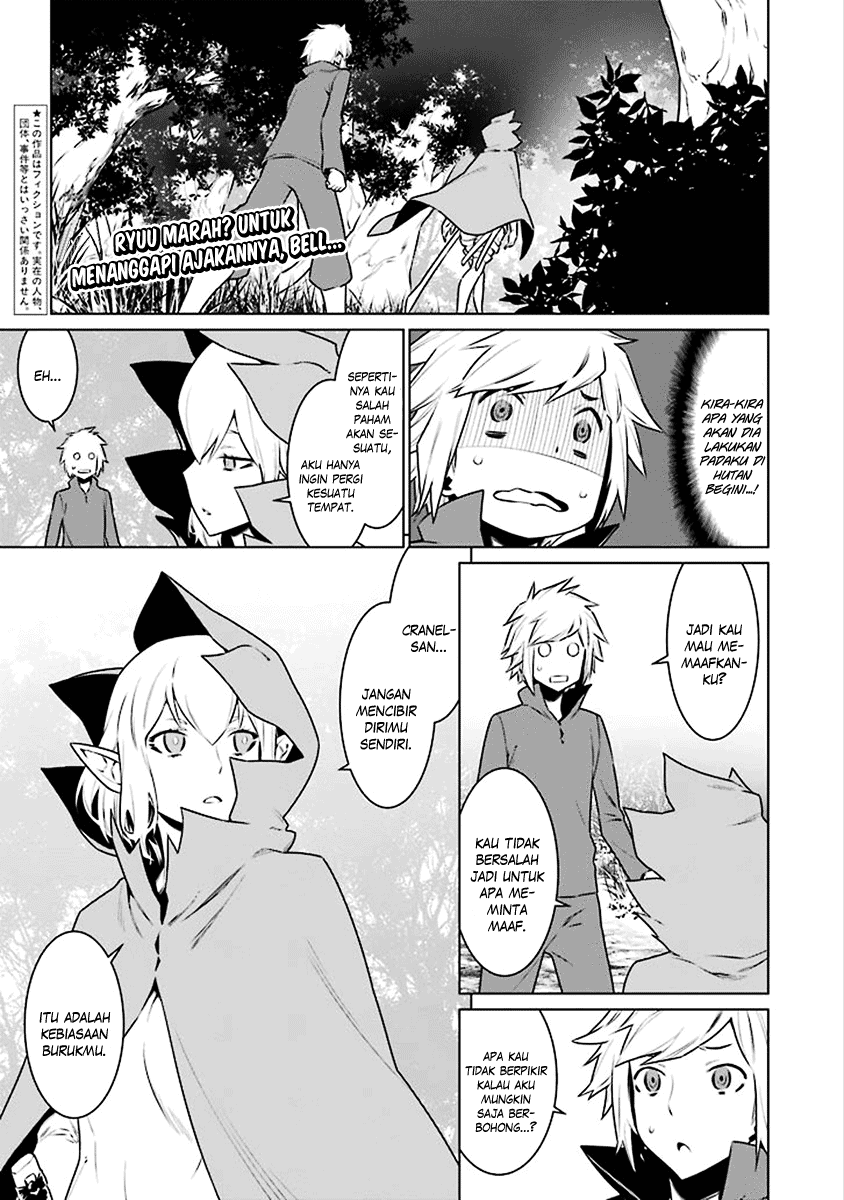 ★この作品はフィクションです。実在の人物、
団体、事件等とはいっさい関係ありません。
RYUU MARAH? UNTUK
MENANGGAPI AJAKANNYA, BELL...
KIRA-KIRA
APA YANG
AKAN DIA
LAKUKAN
PADAKU DI
HUTAN
BEGINI...!
SEPERTI-
NYA KAU
SALAH
PAHAM
AKAN SE-
SUATU,
AKU HANYA
INGIN PERGI
KESUATU
TEMPAT.
EH...
JADI KAU
MAU ME-
MAAFKAN-
KU?
KAU TIDAK
BERSALAH
JADI UNTUK
APA ME-
MINTA
MAAF.
CRANEL-
SAN...
JANGAN
MENCIBIR
DIRIMU
SENDIRI.
ITU ADALAH
KEBIASAAN
BURUKMU.
APA KAU
TIDAK BERPIKIR
KALAU AKU
MUNGKIN
SAJA BER-
BOHONG...?